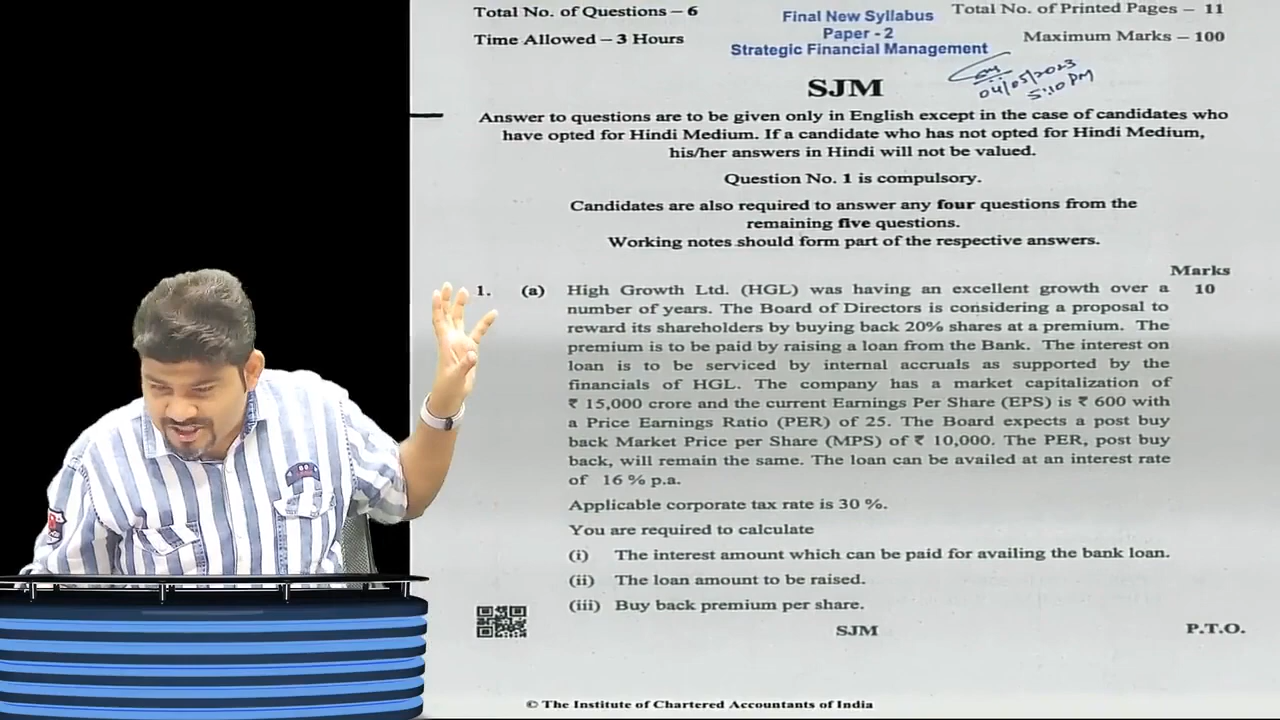 Total No. of Questions – 6
Final New Syllabus
Total No. of Printed Pages – 11
Paper - 2
Time Allowed – 3 Hours
Strategic Financial Management
Maximum Marks – 100
04/05/2023
5:10 PM
SJM
Answer to questions are to be given only in English except in the case of candidates who
have opted for Hindi Medium. If a candidate who has not opted for Hindi Medium,
his/her answers in Hindi will not be valued.
Question No. 1 is compulsory.
Candidates are also required to answer any four questions from the
remaining five questions.
Working notes should form part of the respective answers.
Marks
1. (a) High Growth Ltd. (HGL) was having an excellent growth over a 10
number of years. The Board of Directors is considering a proposal to
reward its shareholders by buying back 20% shares at a premium. The
premium is to be paid by raising a loan from the Bank. The interest on
loan is to be serviced by internal accruals as supported by the
financials of HGL. The company has a market capitalization of
₹ 15,000 crore and the current Earnings Per Share (EPS) is ₹ 600 with
a Price Earnings Ratio (PER) of 25. The Board expects a post buy
back Market Price per Share (MPS) of ₹ 10,000. The PER, post buy
back, will remain the same. The loan can be availed at an interest rate
of 16 % p.a.
Applicable corporate tax rate is 30 %.
You are required to calculate
(i) The interest amount which can be paid for availing the bank loan.
(ii) The loan amount to be raised.
(iii) Buy back premium per share.
SJM
P.T.O.
© The Institute of Chartered Accountants of India